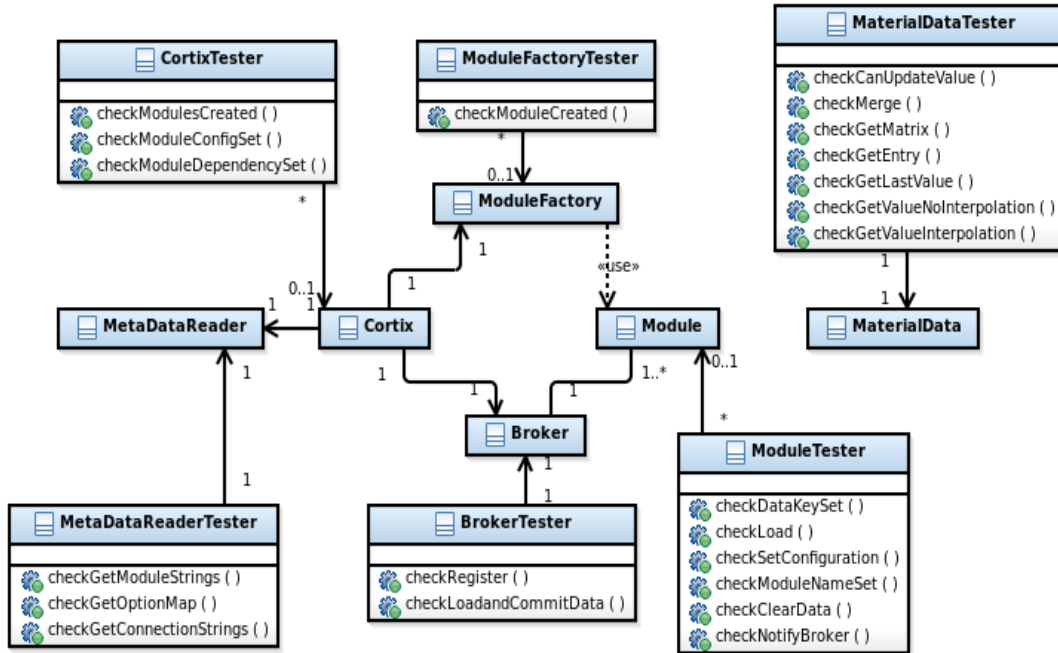 MaterialDataTester
checkCanUpdateValue ( )
checkMerge ( )
checkGetMatrix ( )
checkGetEntry ( )
checkGetLastValue ( )
checkGetValueNoInterpolation ( )
checkGetValueInterpolation ( )
1
1
MaterialData
CortixTester
checkModulesCreated ( )
checkModuleConfigSet ( )
checkModuleDependencySet ( )
*
0..1
ModuleFactoryTester
checkModuleCreated ( )
*
0..1
ModuleFactory
1
1
«use»
MetaDataReader
1
1
Cortix
Module
1
1
1
1..*
0..1
*
Broker
1
1
1
1
MetaDataReaderTester
checkGetModuleStrings ( )
checkGetOptionMap ( )
checkGetConnectionStrings ( )
BrokerTester
checkRegister ( )
checkLoadandCommitData ( )
ModuleTester
checkDataKeySet ( )
checkLoad ( )
checkSetConfiguration ( )
checkModuleNameSet ( )
checkClearData ( )
checkNotifyBroker ( )